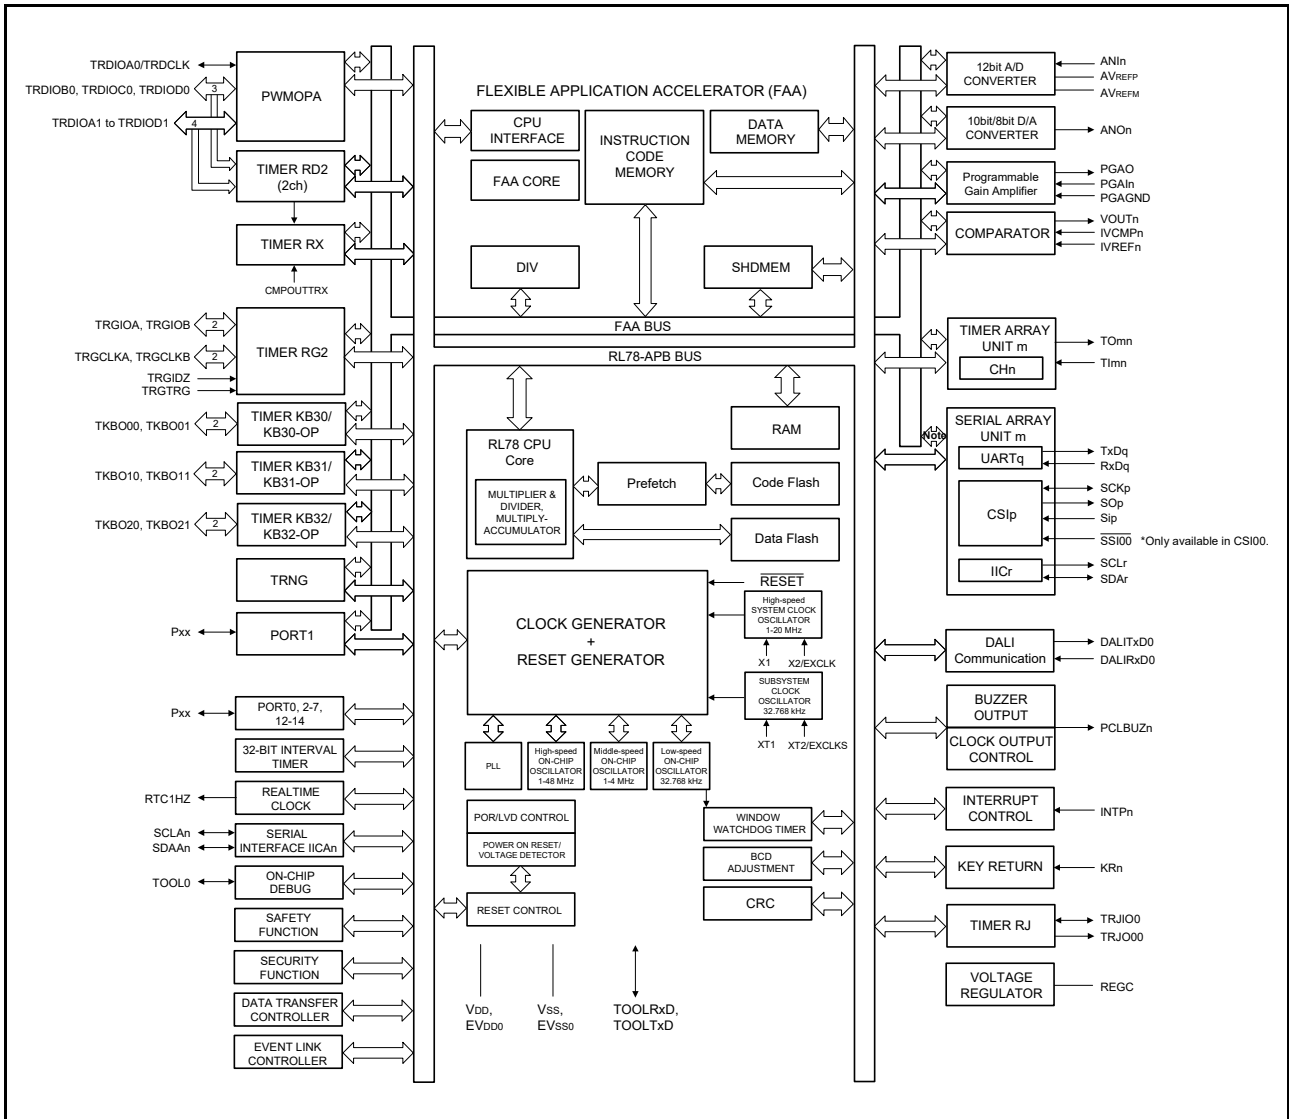 TRDIOA0/TRDCLK
TRDIOB0, TRDIOC0, TRDIOD0
3
TRDIOA1 to TRDIOD1
4
PWMOPA
TIMER RD2
(2ch)
TIMER RX
CMPOUTTRX
TRGIOA, TRGIOB
2
TRGCLKA, TRGCLKB
2
TRGIDZ
TRGTRG
TIMER RG2
TKBO00, TKBO01
2
TIMER KB30/
KB30-OP
TKBO10, TKBO11
2
TIMER KB31/
KB31-OP
TKBO20, TKBO21
2
TIMER KB32/
KB32-OP
TRNG
Pxx
PORT1
Pxx
PORT0, 2-7,
12-14
32-BIT INTERVAL
TIMER
RTC1HZ
REALTIME
CLOCK
SCLAn
SDAAn
SERIAL
INTERFACE IICAn
TOOL0
ON-CHIP
DEBUG
SAFETY
FUNCTION
SECURITY
FUNCTION
DATA TRANSFER
CONTROLLER
EVENT LINK
CONTROLLER
FLEXIBLE APPLICATION ACCELERATOR (FAA)
CPU
INTERFACE
INSTRUCTION
CODE
MEMORY
DATA
MEMORY
FAA CORE
DIV
SHDMEM
FAA BUS
RL78-APB BUS
RL78 CPU
Core
MULTIPLIER &
DIVIDER,
MULTIPLY-
ACCUMULATOR
RAM
Prefetch
Code Flash
Data Flash
CLOCK GENERATOR
+
RESET GENERATOR
RESET
High-speed
SYSTEM CLOCK
OSCILLATOR
1-20 MHz
X1
X2/EXCLK
SUBSYSTEM
CLOCK
OSCILLATOR
32.768 kHz
XT1
XT2/EXCLKS
PLL
High-speed
ON-CHIP
OSCILLATOR
1-48 MHz
Middle-speed
ON-CHIP
OSCILLATOR
1-4 MHz
Low-speed
ON-CHIP
OSCILLATOR
32.768 kHz
POR/LVD CONTROL
POWER ON RESET/
VOLTAGE DETECTOR
RESET CONTROL
WINDOW
WATCHDOG TIMER
BCD
ADJUSTMENT
CRC
VDD,
EVDD0
VSS,
EVSS0
TOOLRxD,
TOOLTxD
12bit A/D
CONVERTER
ANIn
AVREFP
AVREFM
10bit/8bit D/A
CONVERTER
ANOn
Programmable
Gain Amplifier
PGAO
PGAIn
PGAGND
COMPARATOR
VOUTn
IVCMPn
IVREFn
TIMER ARRAY
UNIT m
CHn
TOmn
TImn
Note
SERIAL ARRAY
UNIT m
UARTq
TxDq
RxDq
CSIp
SCKp
SOp
Sip
SSI00 *Only available in CSI00.
IICr
SCLr
SDAr
DALI
Communication
DALITxD0
DALIRxD0
BUZZER
OUTPUT
CLOCK OUTPUT
CONTROL
PCLBUZn
INTERRUPT
CONTROL
INTPn
KEY RETURN
KRn
TIMER RJ
TRJIO0
TRJO00
VOLTAGE
REGULATOR
REGC